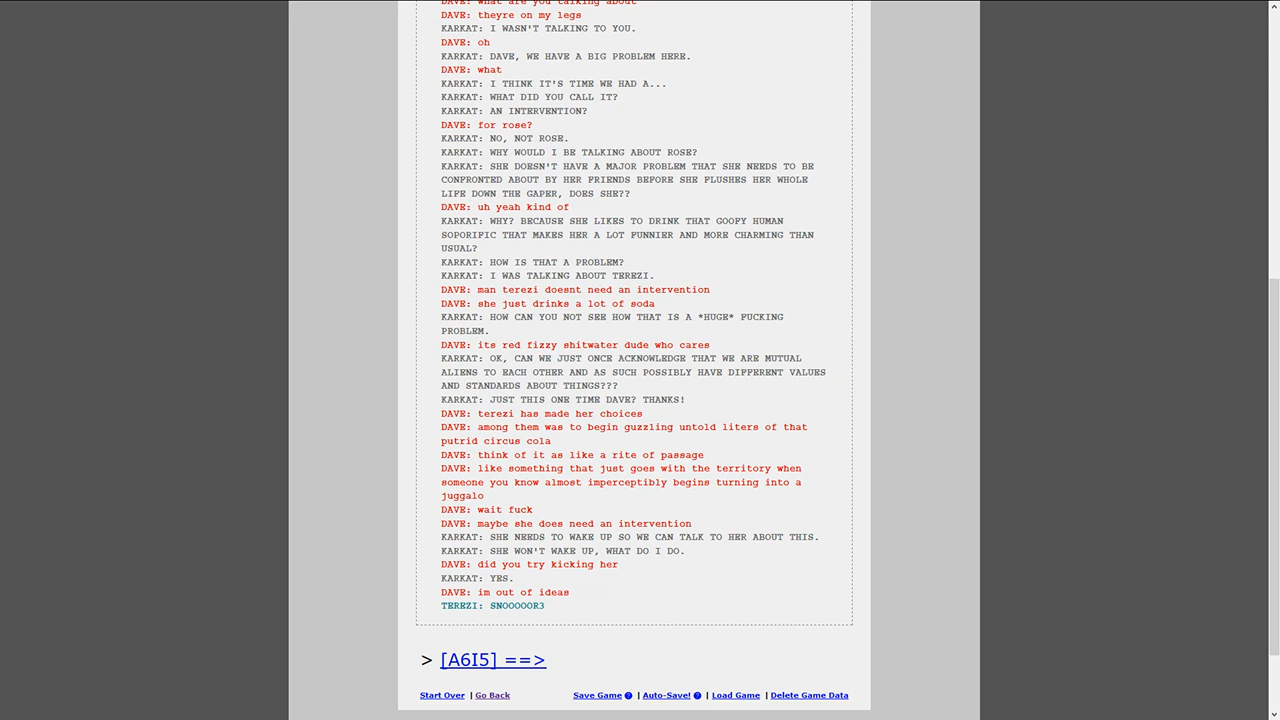 DAVE: what are you talking about
DAVE: theyre on my legs
KARKAT: I WASN'T TALKING TO YOU.
DAVE: oh
KARKAT: DAVE, WE HAVE A BIG PROBLEM HERE.
DAVE: what
KARKAT: I THINK IT'S TIME WE HAD A...
KARKAT: WHAT DID YOU CALL IT?
KARKAT: AN INTERVENTION?
DAVE: for rose?
KARKAT: NO, NOT ROSE.
KARKAT: WHY WOULD I BE TALKING ABOUT ROSE?
KARKAT: SHE DOESN'T HAVE A MAJOR PROBLEM THAT SHE NEEDS TO BE
CONFRONTED ABOUT BY HER FRIENDS BEFORE SHE PLUSHES HER WHOLE
LIFE DOWN THE GAPER, DOES SHE??
DAVE: uh yeah kind of
KARKAT: WHY? BECAUSE SHE LIKES TO DRINK THAT GOOPY HUMAN
SOPORIFIC THAT MAKES HER A LOT FUNNIER AND MORE CHARMING THAN
USUAL?
KARKAT: HOW IS THAT A PROBLEM?
KARKAT: I WAS TALKING ABOUT TEREZI.
DAVE: man terezi doesnt need an intervention
DAVE: she just drinks a lot of soda
KARKAT: HOW CAN YOU NOT SEE HOW THAT IS A *HUGE* FUCKING
PROBLEM.
DAVE: its red fizzy shitwater dude who cares
KARKAT: OK, CAN WE JUST ONCE ACKNOWLEDGE THAT WE ARE MUTUAL
ALIENS TO EACH OTHER AND AS SUCH POSSIBLY HAVE DIFFERENT VALUES
AND STANDARDS ABOUT THINGS???
KARKAT: JUST THIS ONE TIME DAVE? THANKS!
DAVE: terezi has made her choices
DAVE: among them was to begin guzzling untold liters of that
putrid circus cola
DAVE: think of it as like a rite of passage
DAVE: like something that just goes with the territory when
someone you know almost imperceptibly begins turning into a
juggalo
DAVE: wait fuck
DAVE: maybe she does need an intervention
KARKAT: SHE NEEDS TO WAKE UP SO WE CAN TALK TO HER ABOUT THIS.
KARKAT: SHE WON'T WAKE UP, WHAT DO I DO.
DAVE: did you try kicking her
KARKAT: YES.
DAVE: im out of ideas
TEREZI: SNOOOOOR3
> [A6I5] ==>
Start Over | Go Back Save Game ? | Auto-Save! ? | Load Game | Delete Game Data